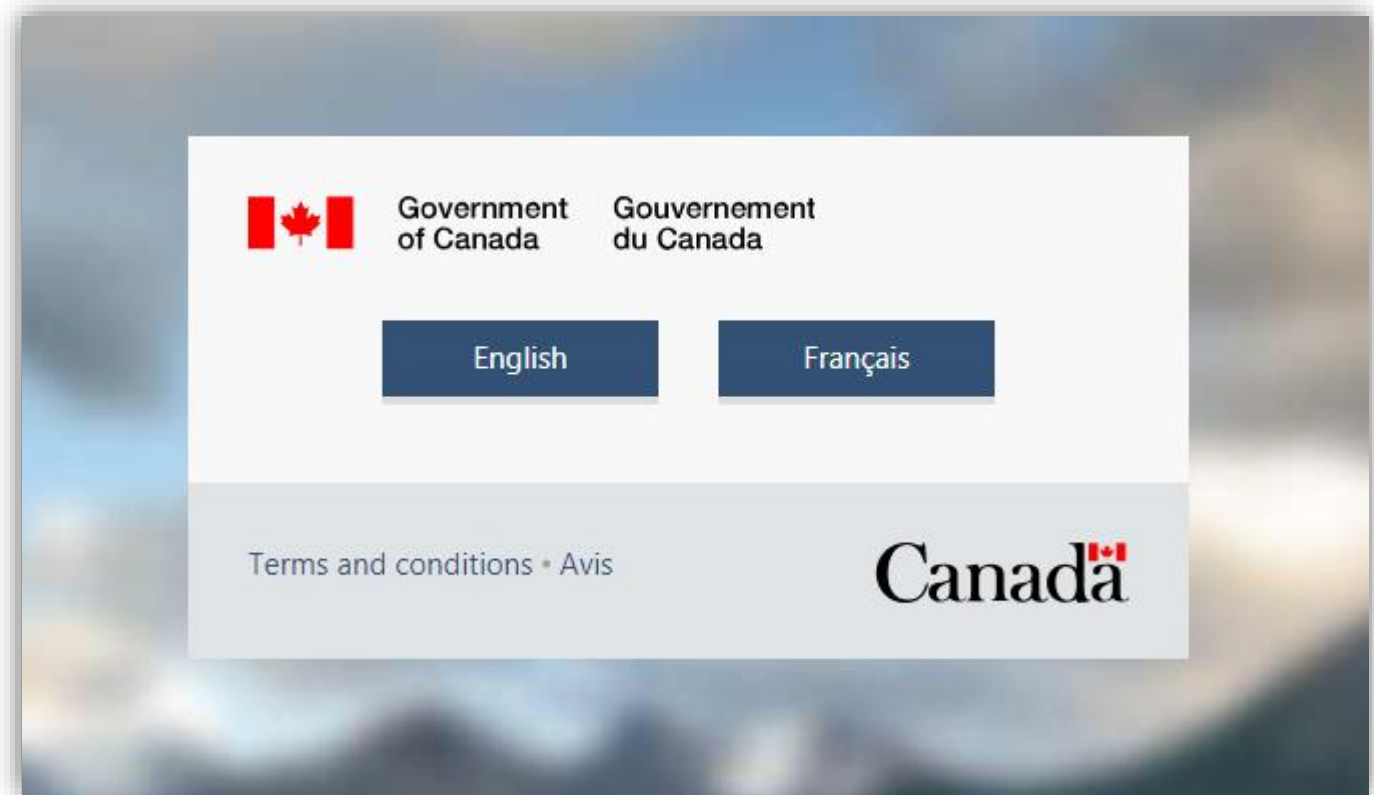 Government
of Canada
Gouvernement
du Canada
English
Français
Terms and conditions • Avis
Canada